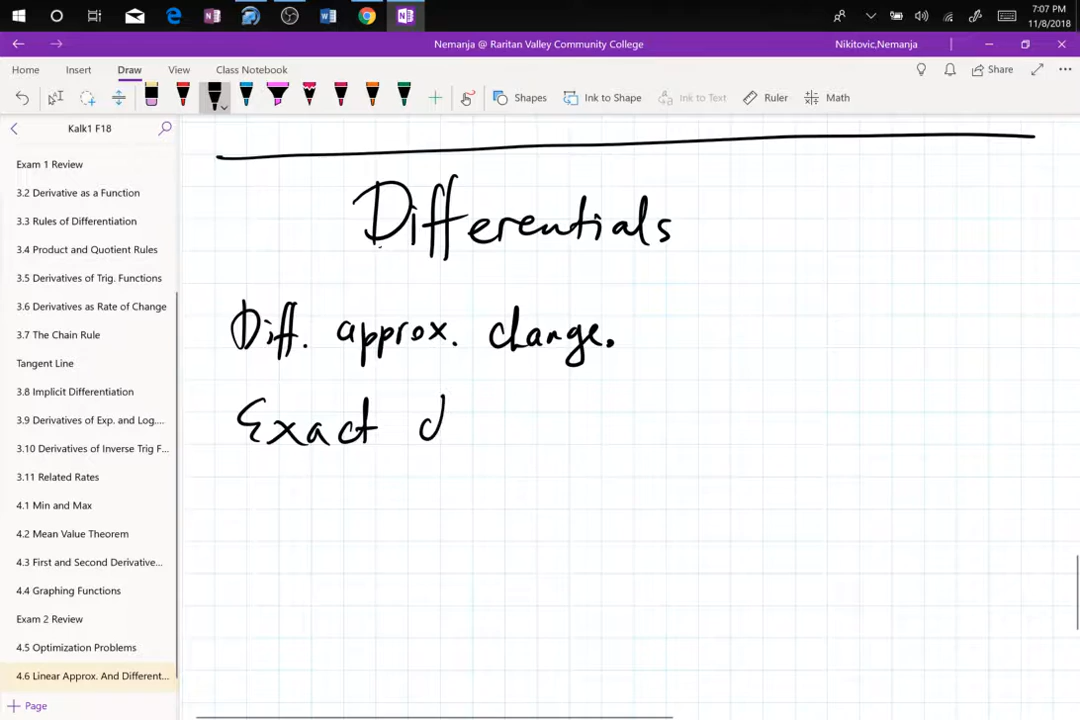 7:07 PM
11/8/2018
Nemanja @ Raritan Valley Community College
Nikitovic,Nemanja
Home Insert Draw View Class Notebook
Share
Shapes Ink to Shape Ink to Text Ruler Math
Kalk1 F18
Exam 1 Review
3.2 Derivative as a Function
3.3 Rules of Differentiation
3.4 Product and Quotient Rules
3.5 Derivatives of Trig. Functions
3.6 Derivatives as Rate of Change
3.7 The Chain Rule
Tangent Line
3.8 Implicit Differentiation
3.9 Derivatives of Exp. and Log....
3.10 Derivatives of Inverse Trig F...
3.11 Related Rates
4.1 Min and Max
4.2 Mean Value Theorem
4.3 First and Second Derivative...
4.4 Graphing Functions
Exam 2 Review
4.5 Optimization Problems
4.6 Linear Approx. And Different...
+ Page
Differentials
Diff. approx. change.
Exact